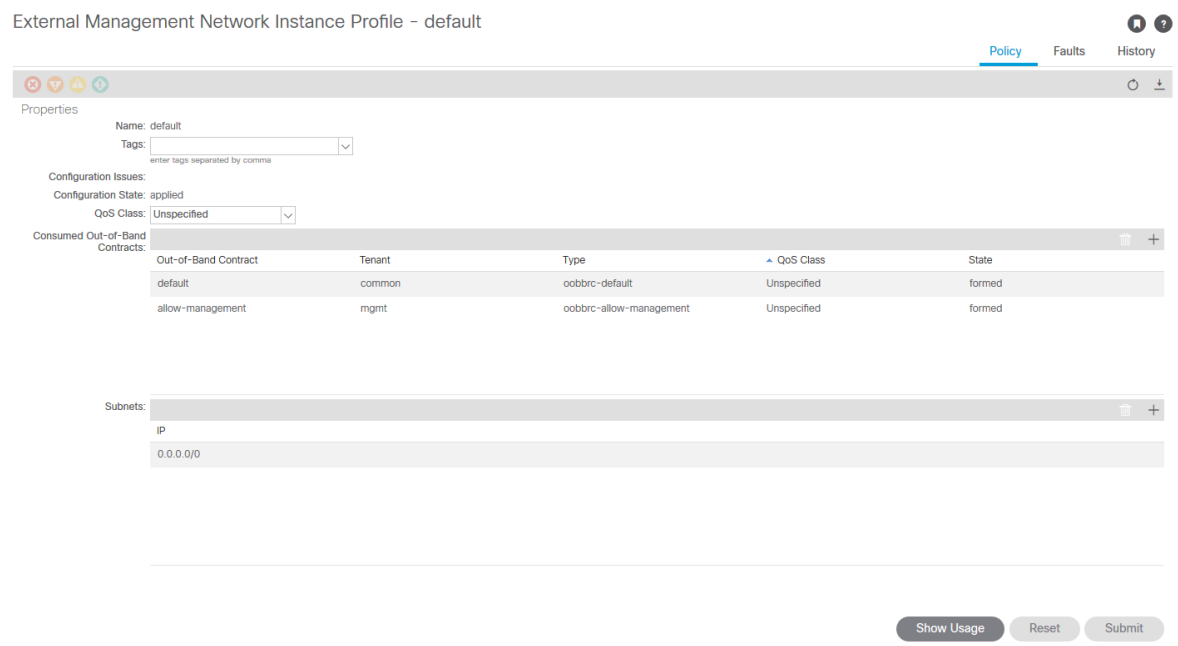 External Management Network Instance Profile - default
?
Policy Faults History
Properties
Name: default
Tags:
enter tags separated by comma
Configuration Issues:
Configuration State: applied
QoS Class: Unspecified
Consumed Out-of-Band
Contracts:
Out-of-Band Contract Tenant Type QoS Class State
default common oobbrc-default Unspecified formed
allow-management mgmt oobbrc-allow-management Unspecified formed
Subnets:
IP
0.0.0.0/0
Show Usage Reset Submit